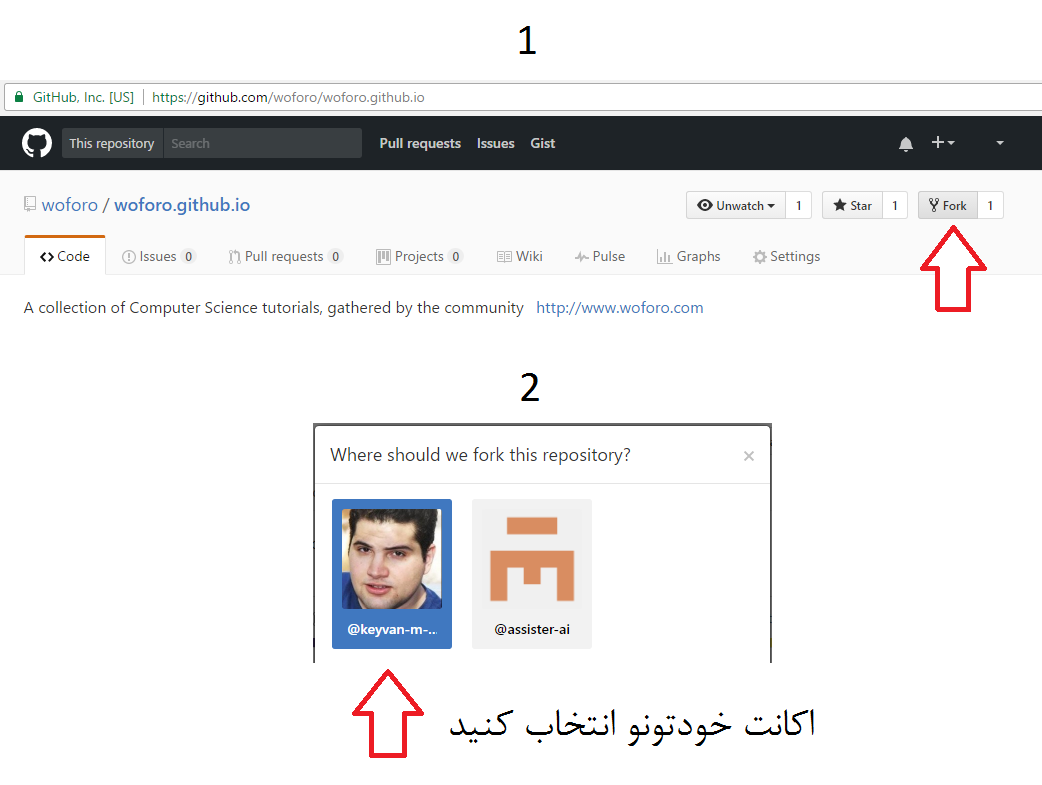 1
GitHub, Inc. [US] https://github.com/woforo/woforo.github.io
This repository Search Pull requests Issues Gist
woforo / woforo.github.io Unwatch 1 Star 1 Fork 1
Code Issues 0 Pull requests 0 Projects 0 Wiki Pulse Graphs Settings
A collection of Computer Science tutorials, gathered by the community http://www.woforo.com
2
Where should we fork this repository? ×
@keyvan-m-... @assister-ai
اکانت خودتونو انتخاب کنید